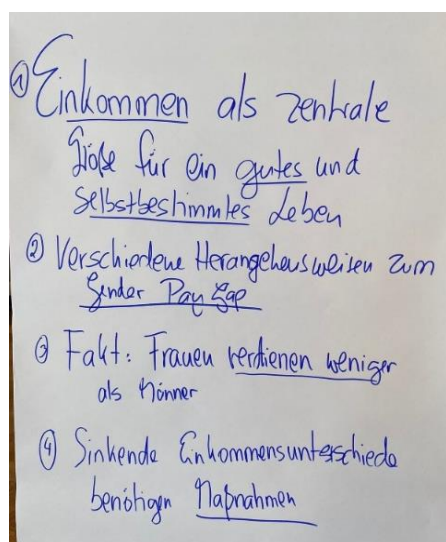 ① Einkommen als zentrale
Größe für ein gutes und
selbstbestimmtes Leben
② Verschiedene Herangehensweisen zum
Gender Pay Gap
③ Fakt: Frauen verdienen weniger
als Männer
④ Sinkende Einkommensunterschiede
benötigen Maßnahmen